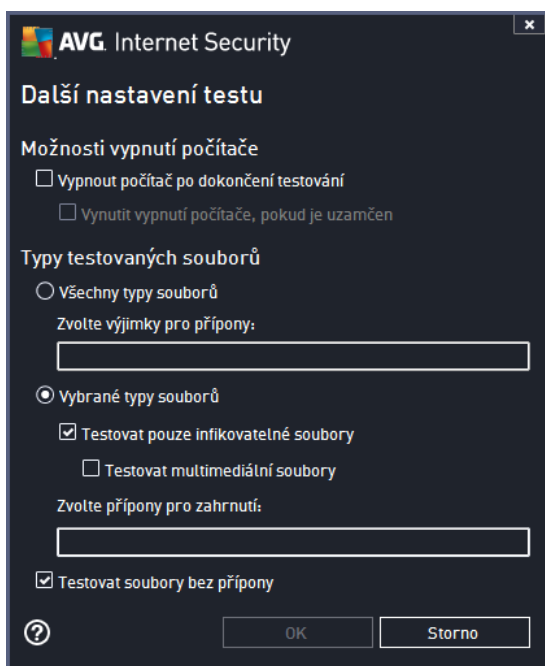 AVG. Internet Security
Další nastavení testu
Možnosti vypnutí počítače
Vypnout počítač po dokončení testování
Vynutit vypnutí počítače, pokud je uzamčen
Typy testovaných souborů
Všechny typy souborů
Zvolte výjimky pro přípony:
Vybrané typy souborů
Testovat pouze infikovatelné soubory
Testovat multimediální soubory
Zvolte přípony pro zahrnutí:
Testovat soubory bez přípony
?
OK
Storno